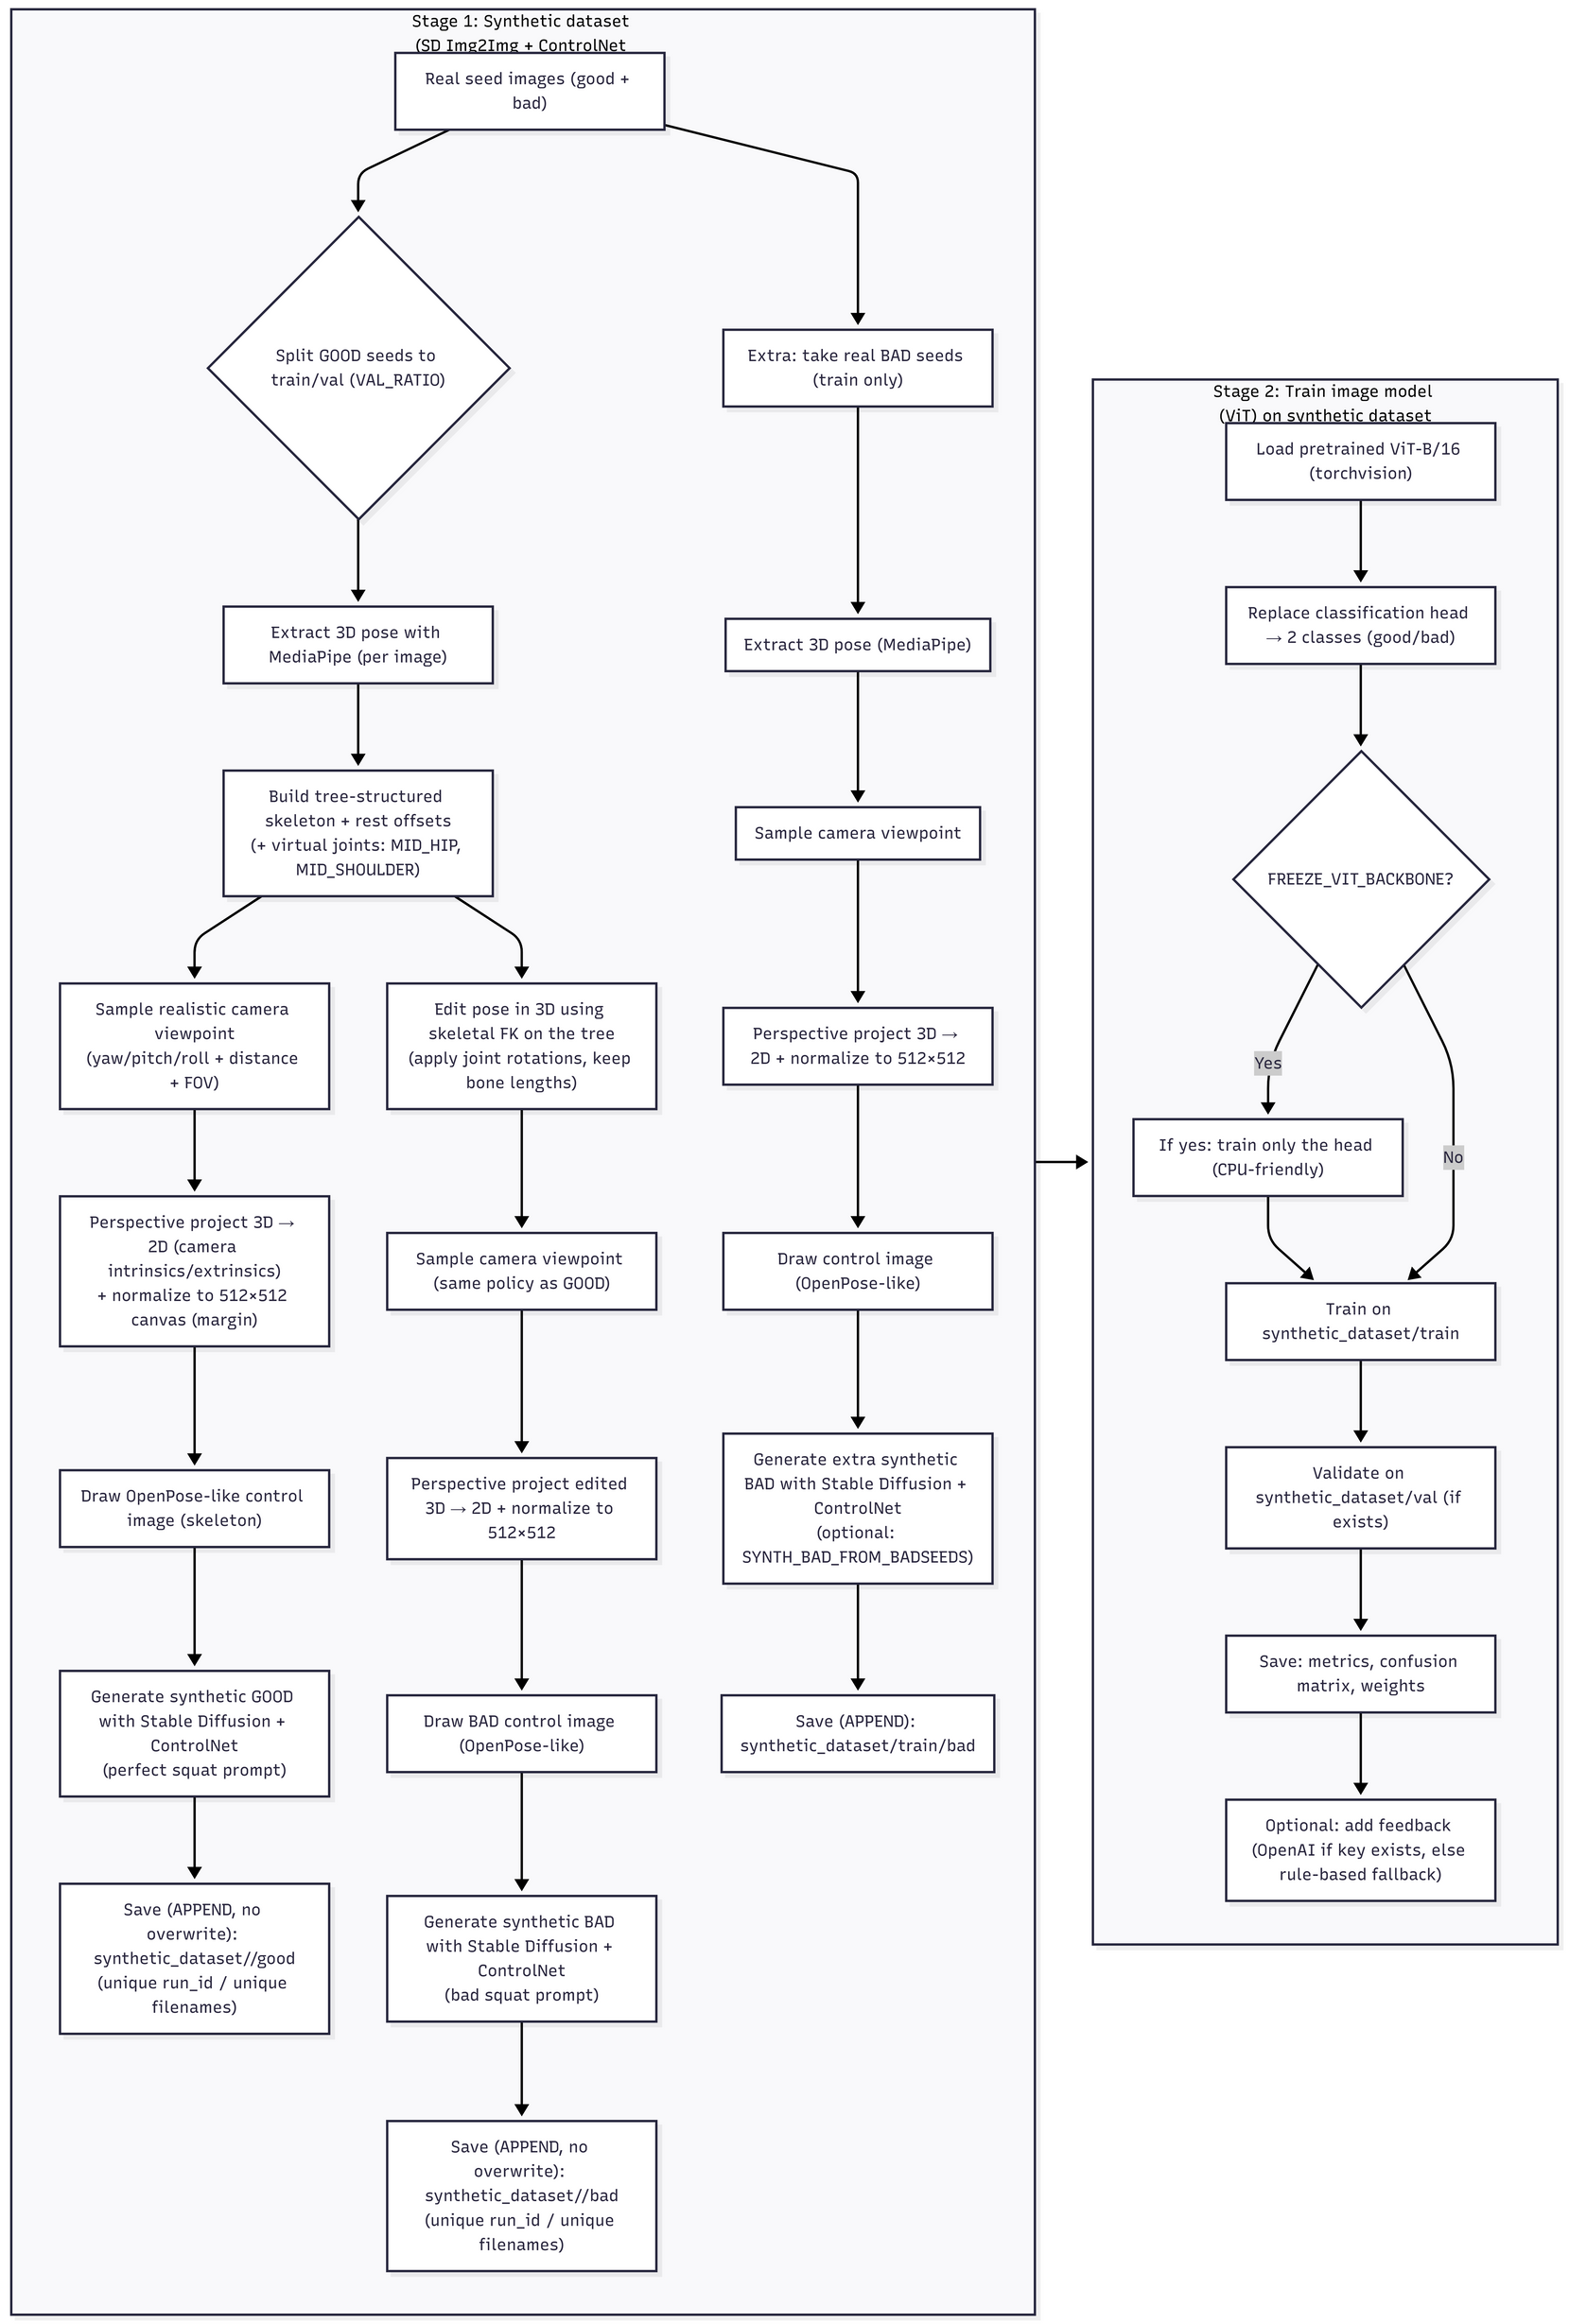 Stage 1: Synthetic dataset
(SD Img2Img + ControlNet
Real seed images (good +
bad)
Split GOOD seeds to
train/val (VAL_RATIO)
Extract 3D pose with
MediaPipe (per image)
Build tree-structured
skeleton + rest offsets
(+ virtual joints: MID_HIP,
MID_SHOULDER)
Sample realistic camera
viewpoint
(yaw/pitch/roll + distance
+ FOV)
Perspective project 3D →
2D (camera
intrinsics/extrinsics)
+ normalize to 512×512
canvas (margin)
Draw OpenPose-like control
image (skeleton)
Generate synthetic GOOD
with Stable Diffusion +
ControlNet
(perfect squat prompt)
Save (APPEND, no
overwrite):
synthetic_dataset//good
(unique run_id / unique
filenames)
Edit pose in 3D using
skeletal FK on the tree
(apply joint rotations, keep
bone lengths)
Sample camera viewpoint
(same policy as GOOD)
Perspective project edited
3D → 2D + normalize to
512×512
Draw BAD control image
(OpenPose-like)
Generate synthetic BAD
with Stable Diffusion +
ControlNet
(bad squat prompt)
Save (APPEND, no
overwrite):
synthetic_dataset//bad
(unique run_id / unique
filenames)
Extra: take real BAD seeds
(train only)
Extract 3D pose (MediaPipe)
Sample camera viewpoint
Perspective project 3D →
2D + normalize to 512×512
Draw control image
(OpenPose-like)
Generate extra synthetic
BAD with Stable Diffusion +
ControlNet
(optional:
SYNTH_BAD_FROM_BADSEEDS)
Save (APPEND):
synthetic_dataset/train/bad
Stage 2: Train image model
(ViT) on synthetic dataset
Load pretrained ViT-B/16
(torchvision)
Replace classification head
→ 2 classes (good/bad)
FREEZE_VIT_BACKBONE?
Yes
No
If yes: train only the head
(CPU-friendly)
Train on
synthetic_dataset/train
Validate on
synthetic_dataset/val (if
exists)
Save: metrics, confusion
matrix, weights
Optional: add feedback
(OpenAI if key exists, else
rule-based fallback)